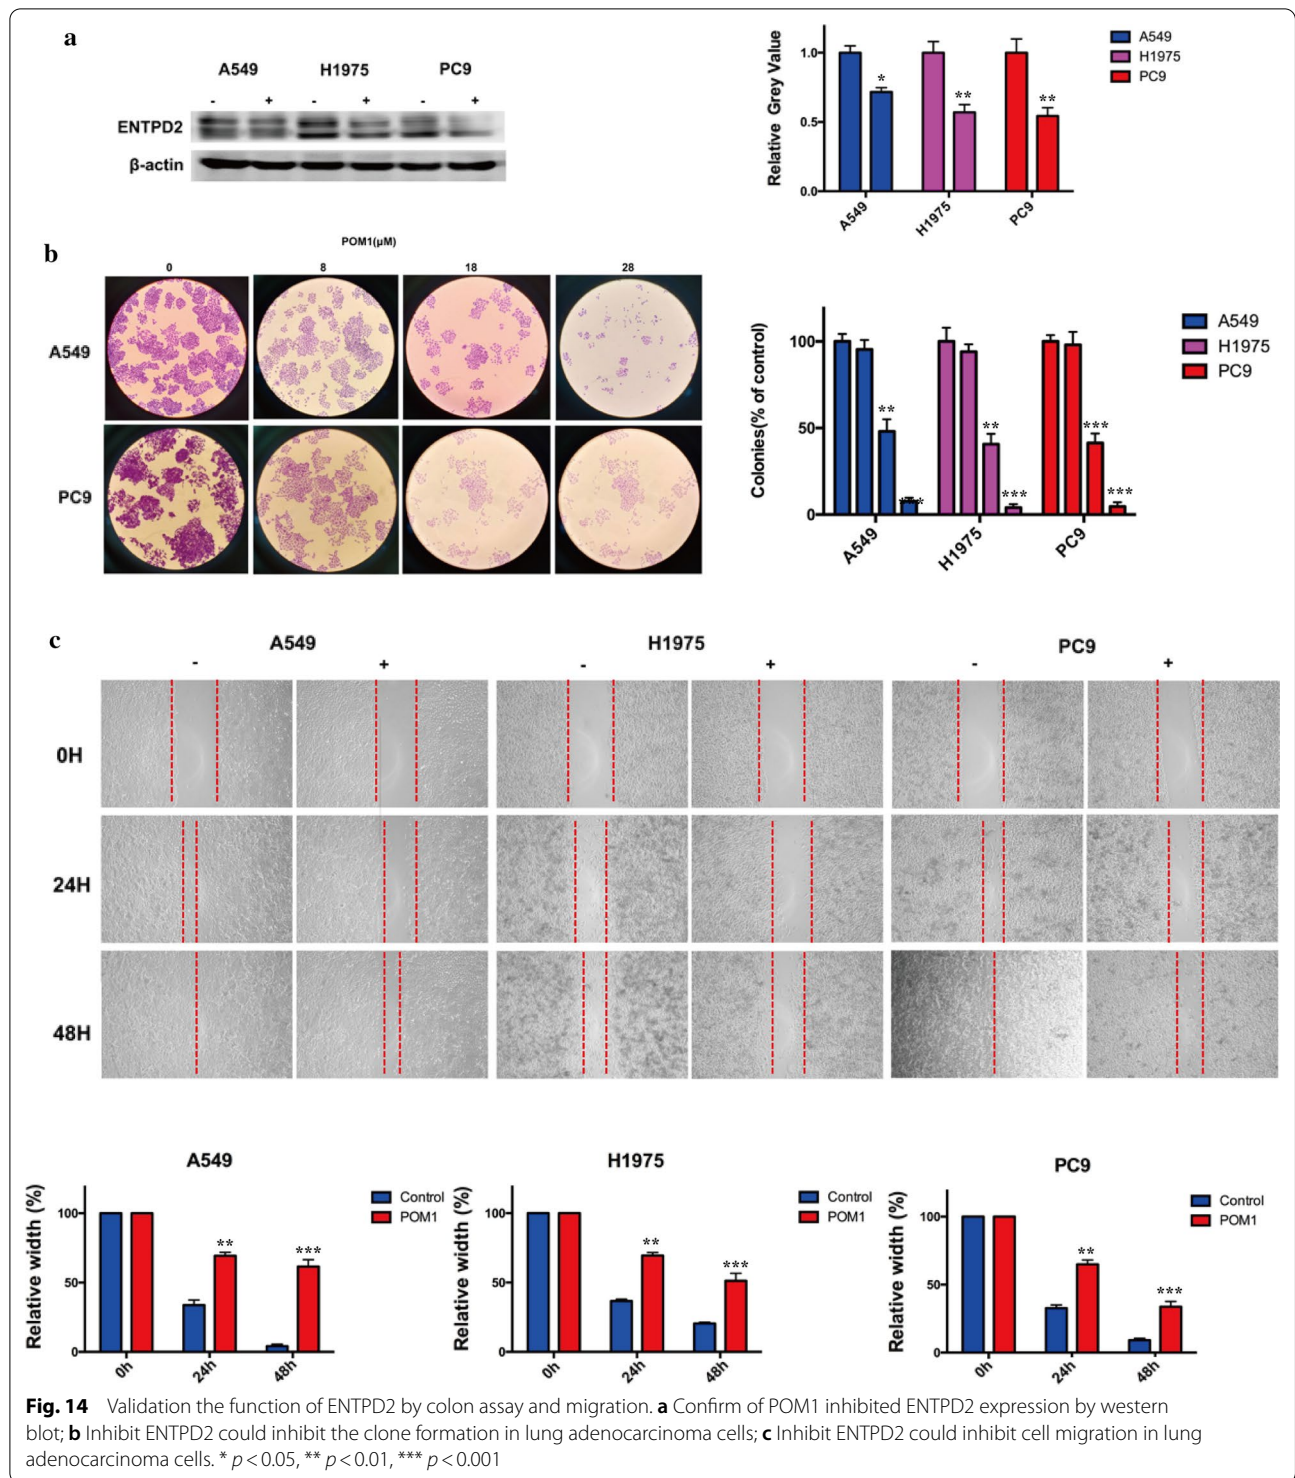 a
A549 H1975 PC9
- + - + - +
ENTPD2
β-actin
Relative Grey Value
1.0
0.5
0.0
* ** **
A549 H1975 PC9
A549
H1975
PC9
b
POM1(μM)
0 8 18 28
A549
PC9
Colonies(% of control)
100
50
0
** *** ** *** *** ***
A549 H1975 PC9
A549
H1975
PC9
c
A549 H1975 PC9
- + - + - +
0H
24H
48H
A549
Relative width (%)
100
50
0
** ***
0h 24h 48h
Control
POM1
H1975
Relative width (%)
100
50
0
** ***
0h 24h 48h
Control
POM1
PC9
Relative width (%)
100
50
0
** ***
0h 24h 48h
Control
POM1
Fig. 14 Validation the function of ENTPD2 by colon assay and migration. a Confirm of POM1 inhibited ENTPD2 expression by western
blot; b Inhibit ENTPD2 could inhibit the clone formation in lung adenocarcinoma cells; c Inhibit ENTPD2 could inhibit cell migration in lung
adenocarcinoma cells. * p < 0.05, ** p < 0.01, *** p < 0.001